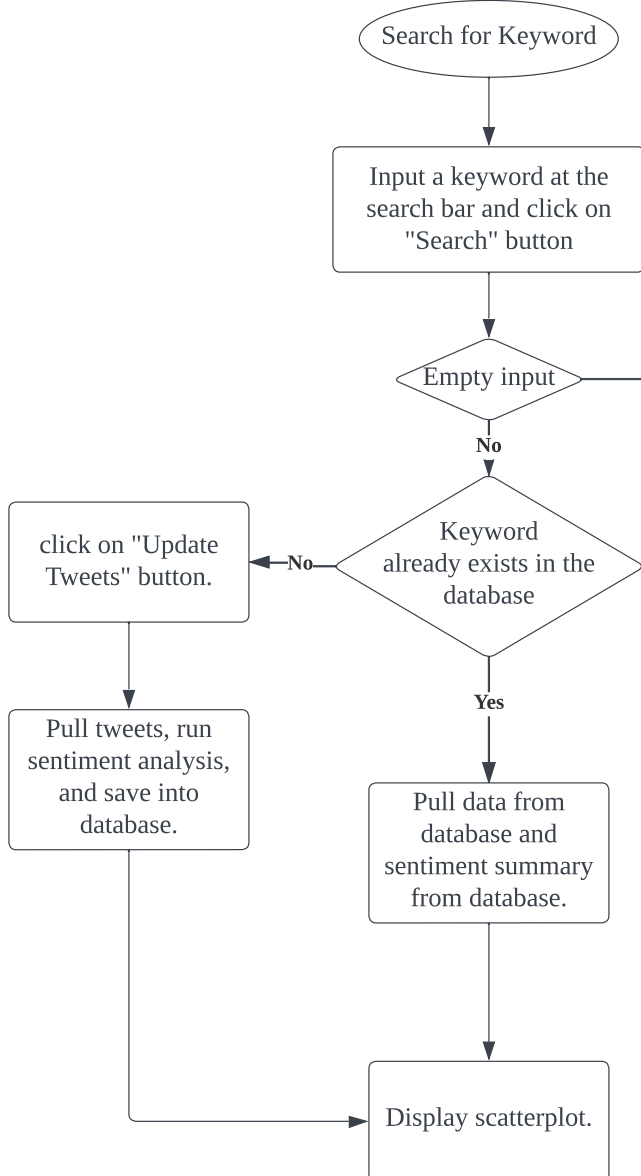 Search for Keyword
Input a keyword at the
search bar and click on
"Search" button
Empty input
No
Keyword
already exists in the
database
No
click on "Update
Tweets" button.
Yes
Pull tweets, run
sentiment analysis,
and save into
database.
Pull data from
database and
sentiment summary
from database.
Display scatterplot.